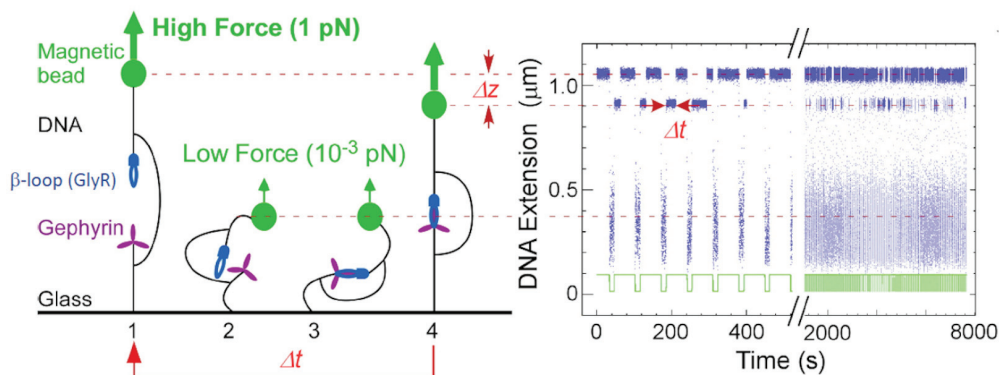 High Force (1 pN)
Magnetic
bead
Δz
DNA
Low Force (10-3 pN)
β-loop (GlyR)
Gephyrin
Glass
1
2
3
4
Δt
DNA Extension (μm)
1.0
0.5
0
Δt
0
200
400
2000
8000
Time (s)